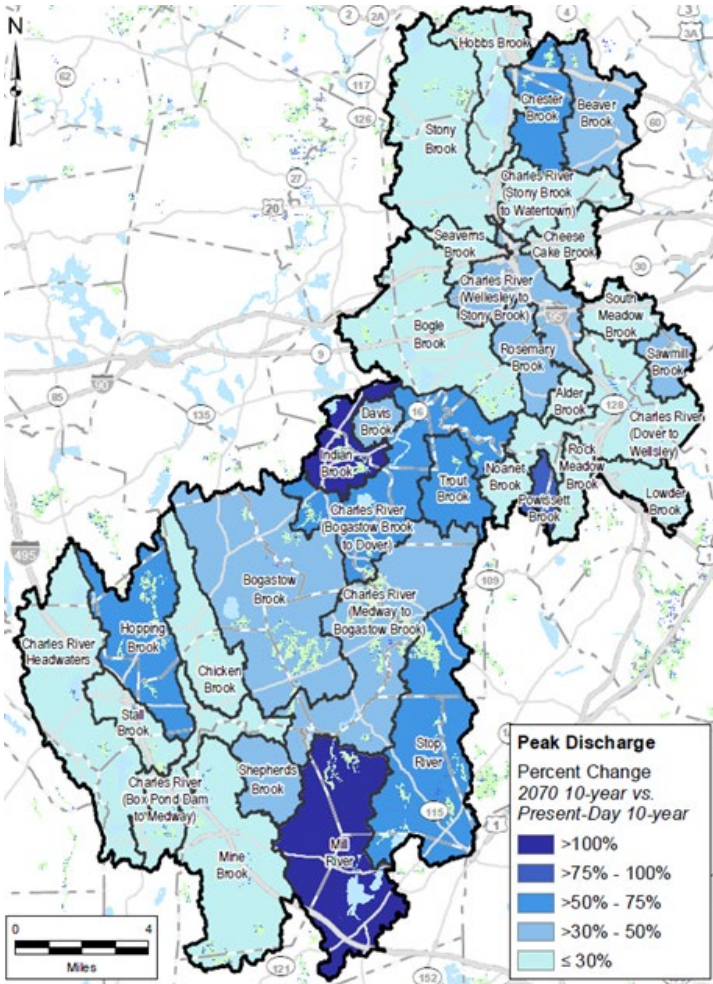 N
2
2A
4
3
3A
62
117
126
60
27
20
30
9
90
85
135
16
95
128
1
495
109
115
1
121
152
Hobbs Brook
Chester
Brook
Beaver
Brook
Stony
Brook
Charles River
(Stony Brook
to Watertown)
Seaverns
Brook
Cheese
Cake Brook
Charles River
(Wellesley to
Stony Brook)
South
Meadow
Brook
Bogle
Brook
Rosemary
Brook
Sawmill
Brook
Alder
Brook
Davis
Brook
Charles River
(Dover to
Wellsley)
Indian
Brook
Trout
Brook
Noanet
Brook
Rock
Meadow
Brook
Powissett
Brook
Lowder
Brook
Charles River
(Bogastow Brook
to Dover)
Bogastow
Brook
Charles River
(Medway to
Bogastow Brook)
Hopping
Brook
Charles River
Headwaters
Chicken
Brook
Stall
Brook
Stop
River
Charles River
(Box Pond Dam
to Medway)
Shepherds
Brook
Mine
Brook
Mill
River
Peak Discharge
Percent Change
2070 10-year vs.
Present-Day 10-year
>100%
>75% - 100%
>50% - 75%
>30% - 50%
≤ 30%
0 4
Miles